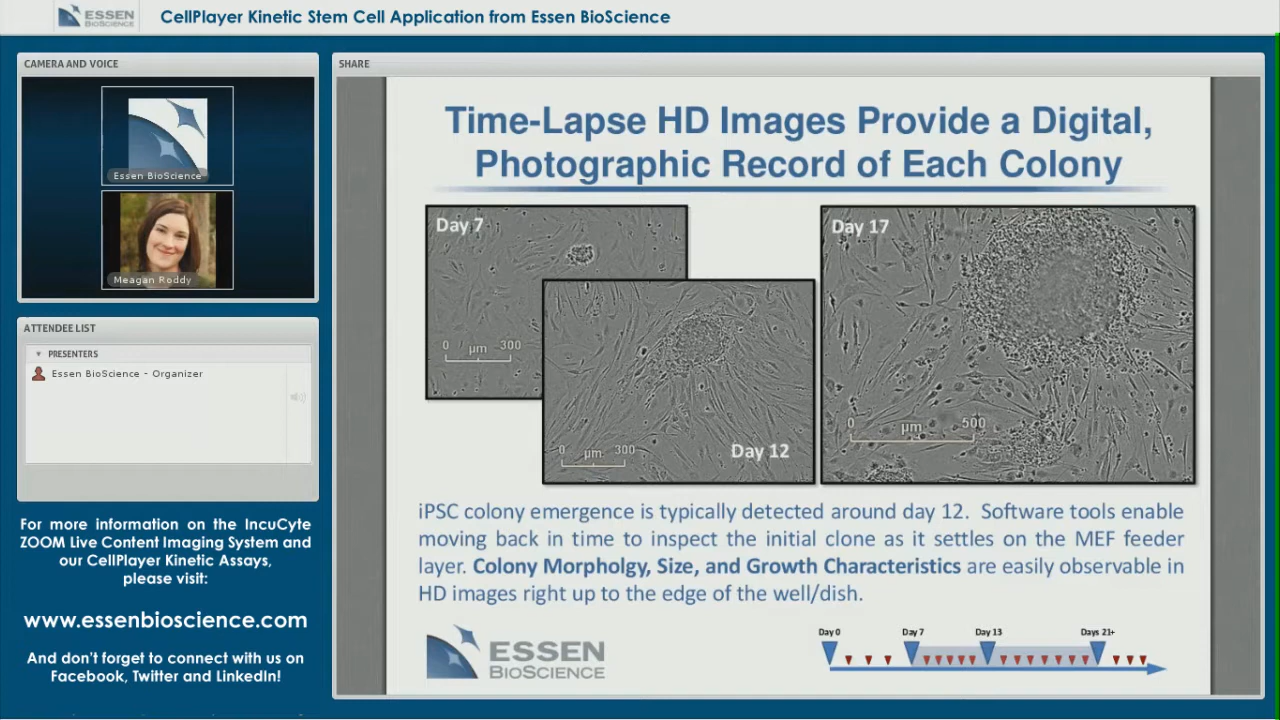 ESSEN
BIOSCIENCE
CellPlayer Kinetic Stem Cell Application from Essen BioScience
CAMERA AND VOICE
Essen BioScience
Meagan Roddy
ATTENDEE LIST
PRESENTERS
Essen BioScience - Organizer
For more information on the IncuCyte
ZOOM Live Content Imaging System and
our CellPlayer Kinetic Assays,
please visit:
www.essenbioscience.com
And don't forget to connect with us on
Facebook, Twitter and LinkedIn!
SHARE
Time-Lapse HD Images Provide a Digital,
Photographic Record of Each Colony
Day 7
0 µm 300
Day 12
0 µm 300
Day 17
0 µm 500
iPSC colony emergence is typically detected around day 12. Software tools enable
moving back in time to inspect the initial clone as it settles on the MEF feeder
layer. Colony Morpholgy, Size, and Growth Characteristics are easily observable in
HD images right up to the edge of the well/dish.
ESSEN
BIOSCIENCE
Day 0 Day 7 Day 13 Days 21+